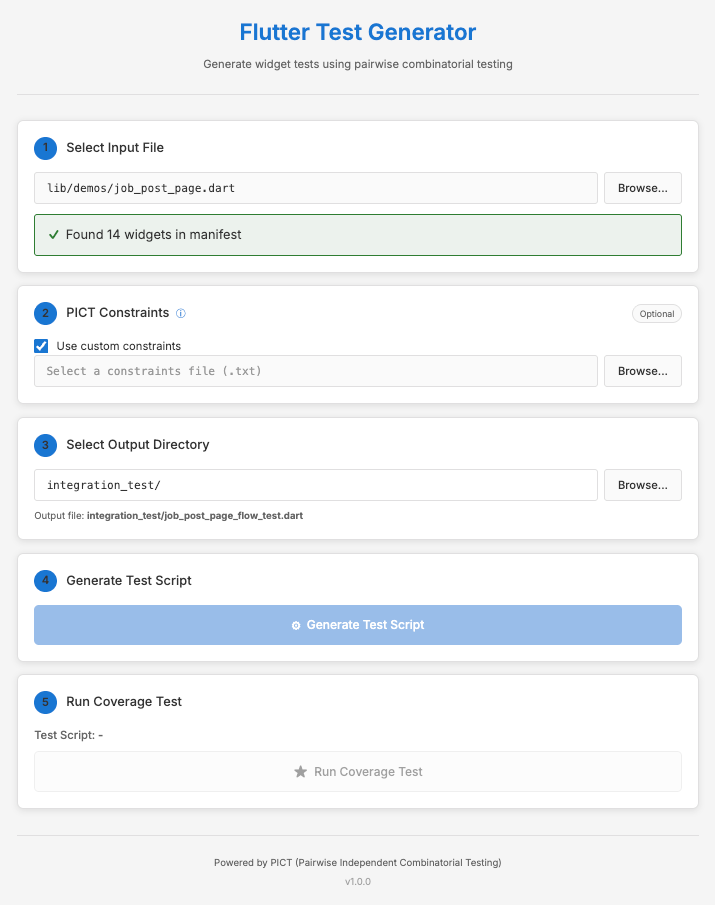 Flutter Test Generator
Generate widget tests using pairwise combinatorial testing
1 Select Input File
lib/demos/job_post_page.dart Browse...
✓ Found 14 widgets in manifest
2 PICT Constraints ⓘ Optional
Use custom constraints
Select a constraints file (.txt) Browse...
3 Select Output Directory
integration_test/ Browse...
Output file: integration_test/job_post_page_flow_test.dart
4 Generate Test Script
⚙ Generate Test Script
5 Run Coverage Test
Test Script: -
★ Run Coverage Test
Powered by PICT (Pairwise Independent Combinatorial Testing)
v1.0.0